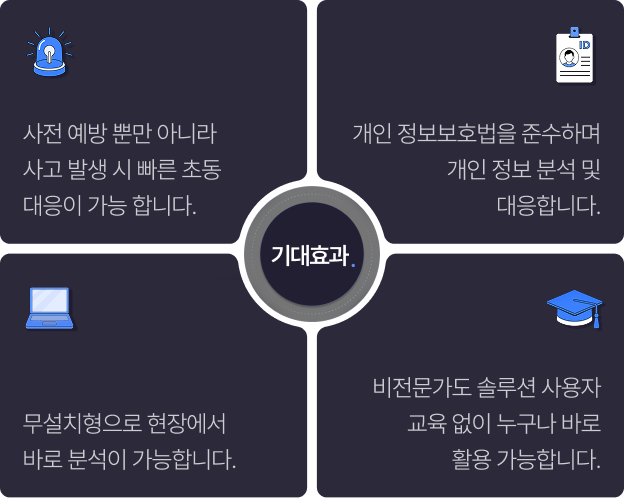 사전 예방 뿐만 아니라
사고 발생 시 빠른 초동
대응이 가능 합니다.
ID
개인 정보보호법을 준수하며
개인 정보 분석 및
대응합니다.
기대효과.
무설치형으로 현장에서
바로 분석이 가능합니다.
비전문가도 솔루션 사용자
교육 없이 누구나 바로
활용 가능합니다.